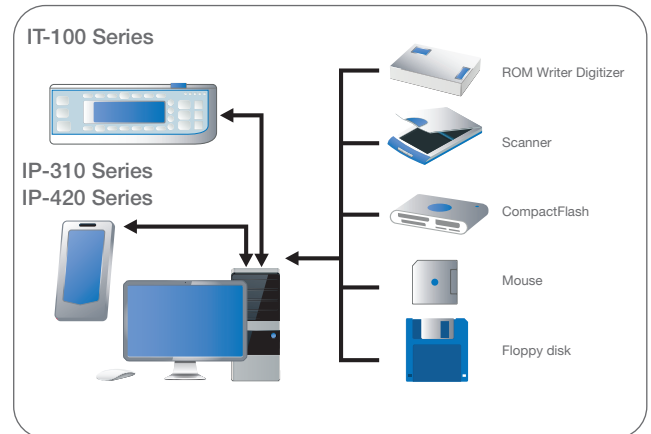 IT-100 Series
IP-310 Series
IP-420 Series
ROM Writer Digitizer
Scanner
CompactFlash
Mouse
Floppy disk